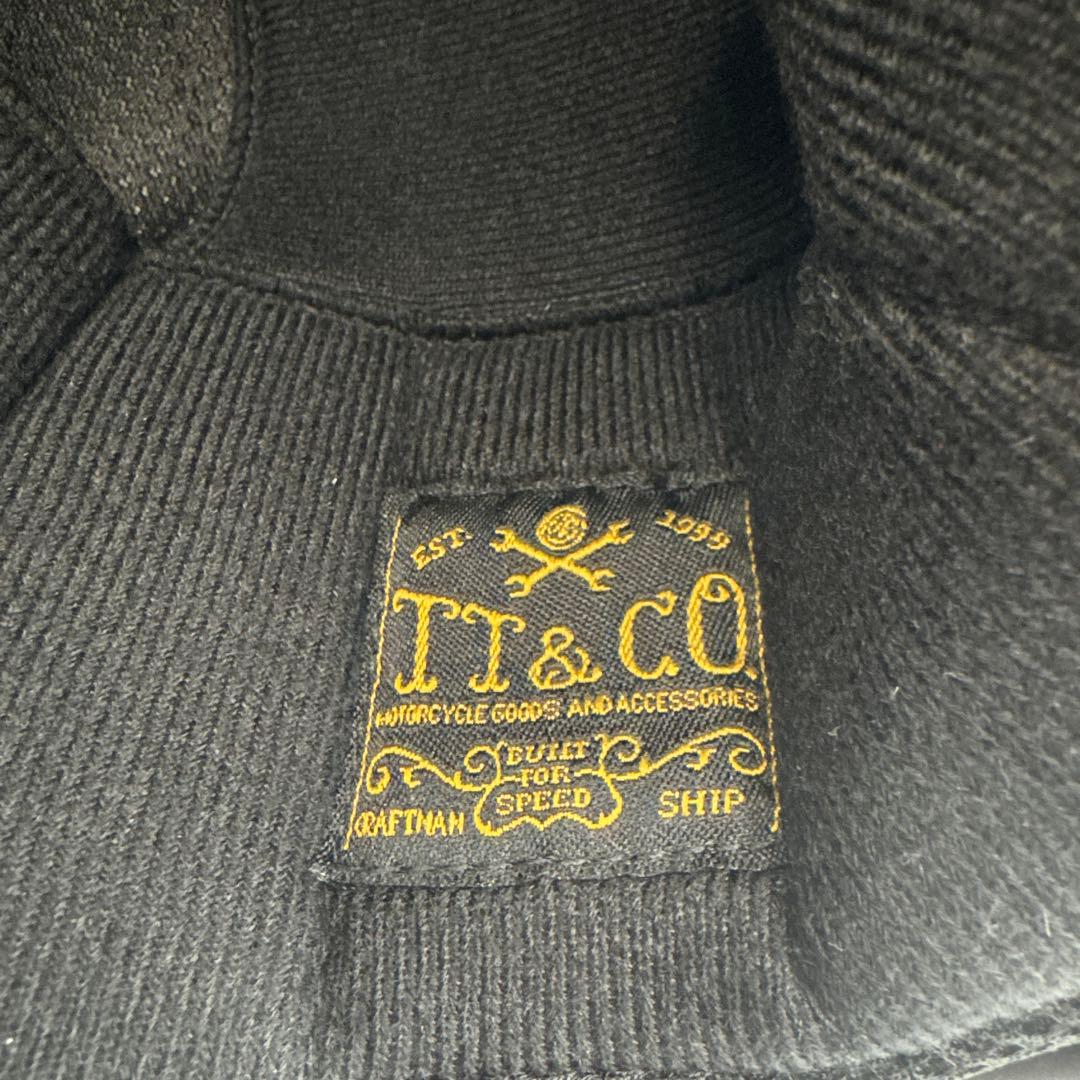 EST. 1999
TT & CO.
MOTORCYCLE GOODS AND ACCESSORIES
BUILT
FOR
SPEED
CRAFTMAN SHIP